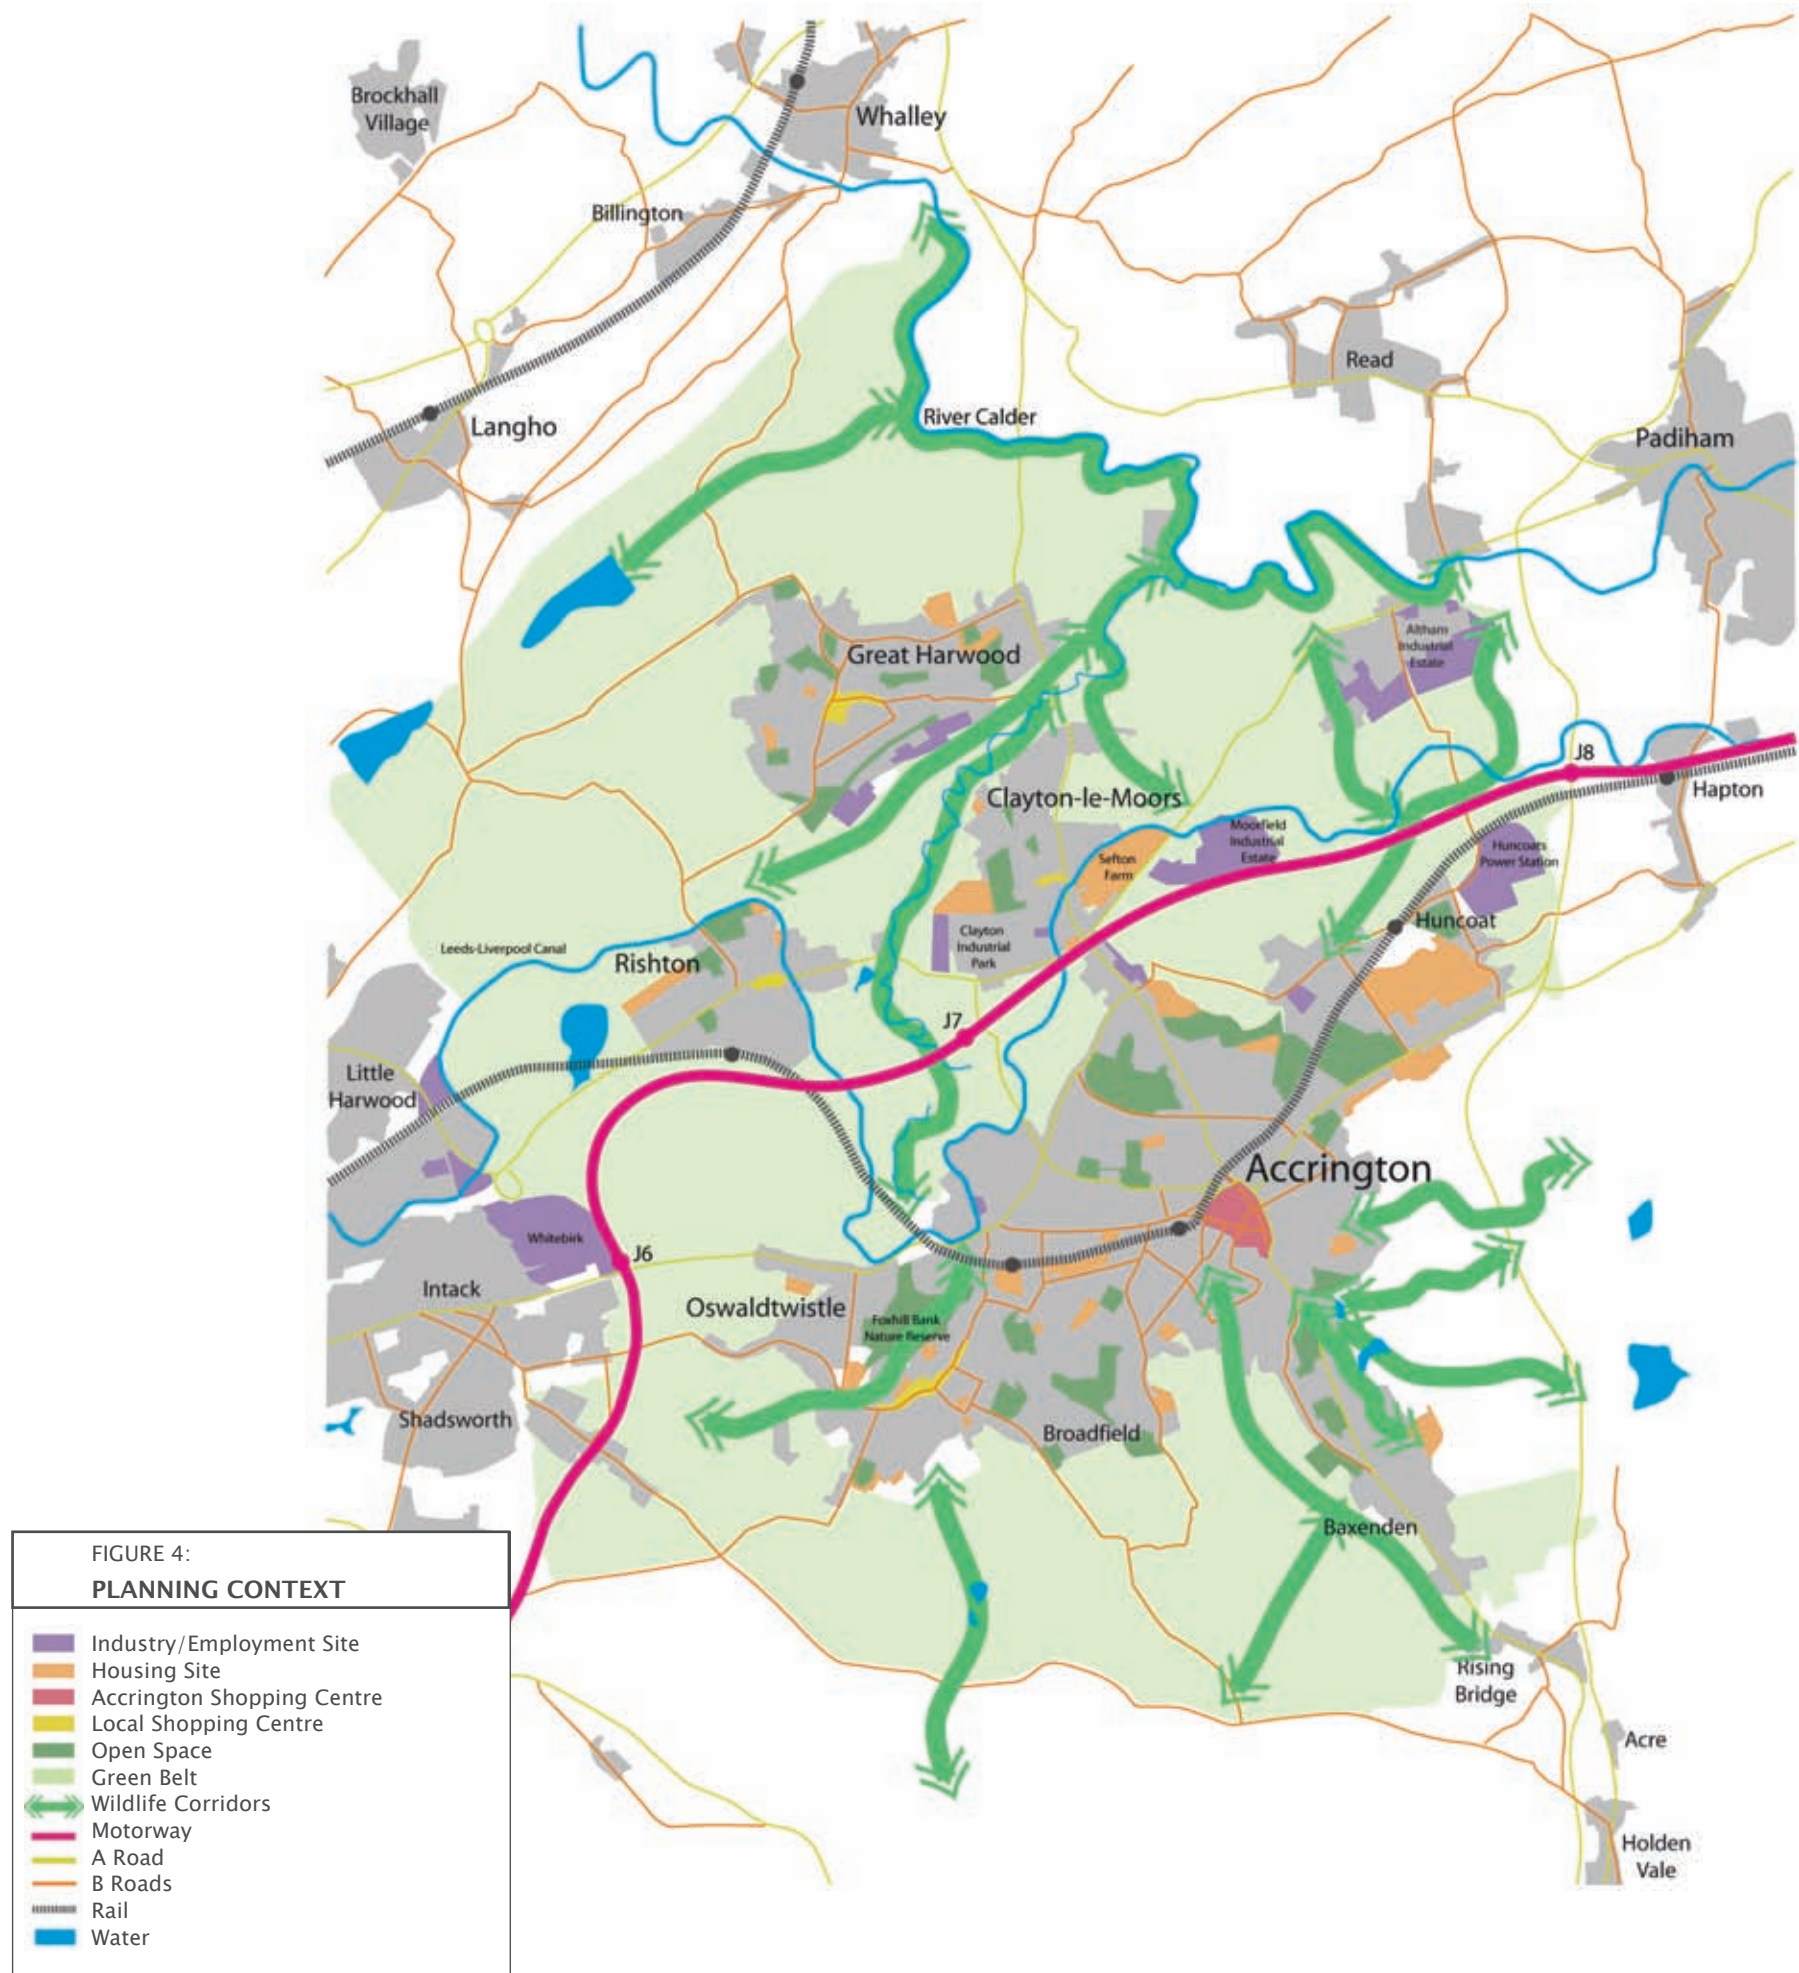 Brockhall
Village
Whalley
Billington
Read
River Calder
Langho
Padiham
Altham
Industrial
Estate
Great Harwood
J8
Hapton
Clayton-le-Moors
Moorfield
Industrial
Estate
Sefton
Farm
Huncoats
Power Station
Huncoat
Clayton
Industrial
Park
Leeds-Liverpool Canal
Rishton
J7
Little
Harwood
Accrington
Whitebirk
J6
Intack
Oswaldtwistle
Foxhill Bank
Nature Reserve
Shadsworth
Broadfield
Baxenden
Rising
Bridge
Acre
Holden
Vale
FIGURE 4:
PLANNING CONTEXT
Industry/Employment Site
Housing Site
Accrington Shopping Centre
Local Shopping Centre
Open Space
Green Belt
Wildlife Corridors
Motorway
A Road
B Roads
Rail
Water